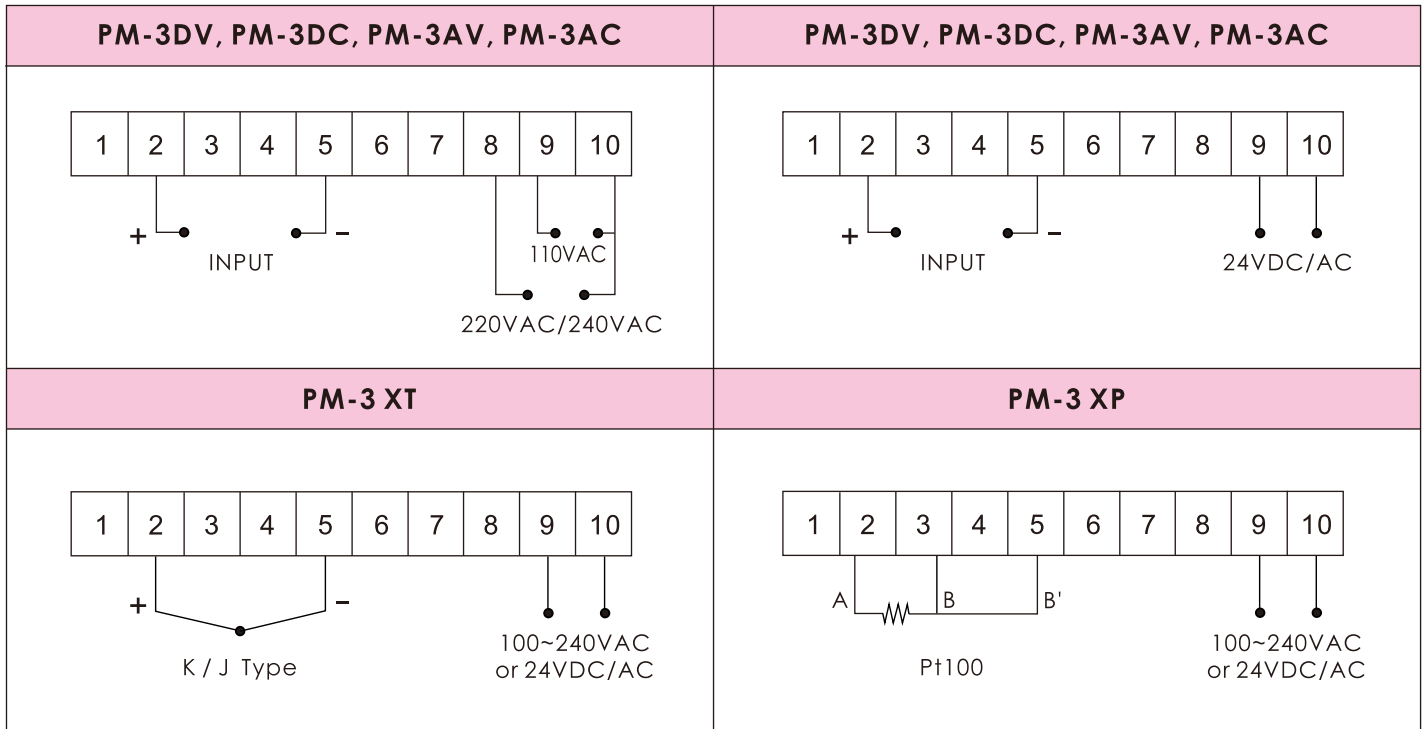 PM-3DV, PM-3DC, PM-3AV, PM-3AC
1 2 3 4 5 6 7 8 9 10
+ −
INPUT
110VAC
220VAC/240VAC
PM-3DV, PM-3DC, PM-3AV, PM-3AC
1 2 3 4 5 6 7 8 9 10
+ −
INPUT
24VDC/AC
PM-3 XT
1 2 3 4 5 6 7 8 9 10
+ −
K / J Type
100~240VAC
or 24VDC/AC
PM-3 XP
1 2 3 4 5 6 7 8 9 10
A B B'
Pt100
100~240VAC
or 24VDC/AC